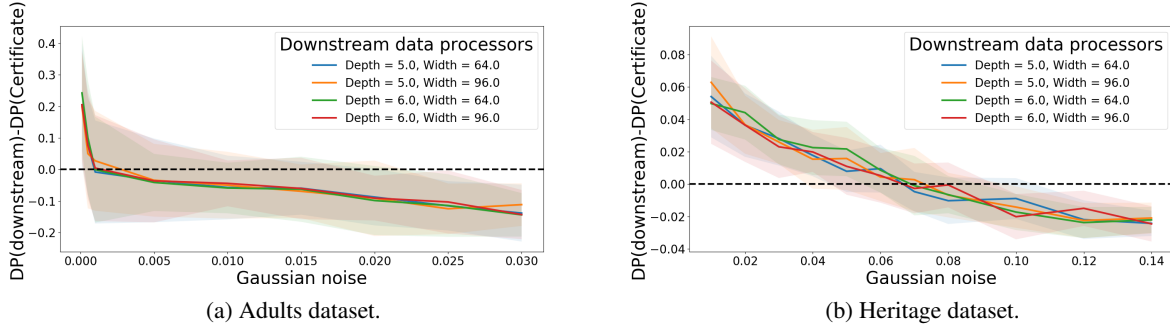 DP(downstream)-DP(Certificate)
0.4
0.3
0.2
0.1
0.0
−0.1
−0.2
Downstream data processors
Depth = 5.0, Width = 64.0
Depth = 5.0, Width = 96.0
Depth = 6.0, Width = 64.0
Depth = 6.0, Width = 96.0
0.000 0.005 0.010 0.015 0.020 0.025 0.030
Gaussian noise
(a) Adults dataset.
DP(downstream)-DP(Certificate)
0.08
0.06
0.04
0.02
0.00
−0.02
−0.04
Downstream data processors
Depth = 5.0, Width = 64.0
Depth = 5.0, Width = 96.0
Depth = 6.0, Width = 64.0
Depth = 6.0, Width = 96.0
0.02 0.04 0.06 0.08 0.10 0.12 0.14
Gaussian noise
(b) Heritage dataset.